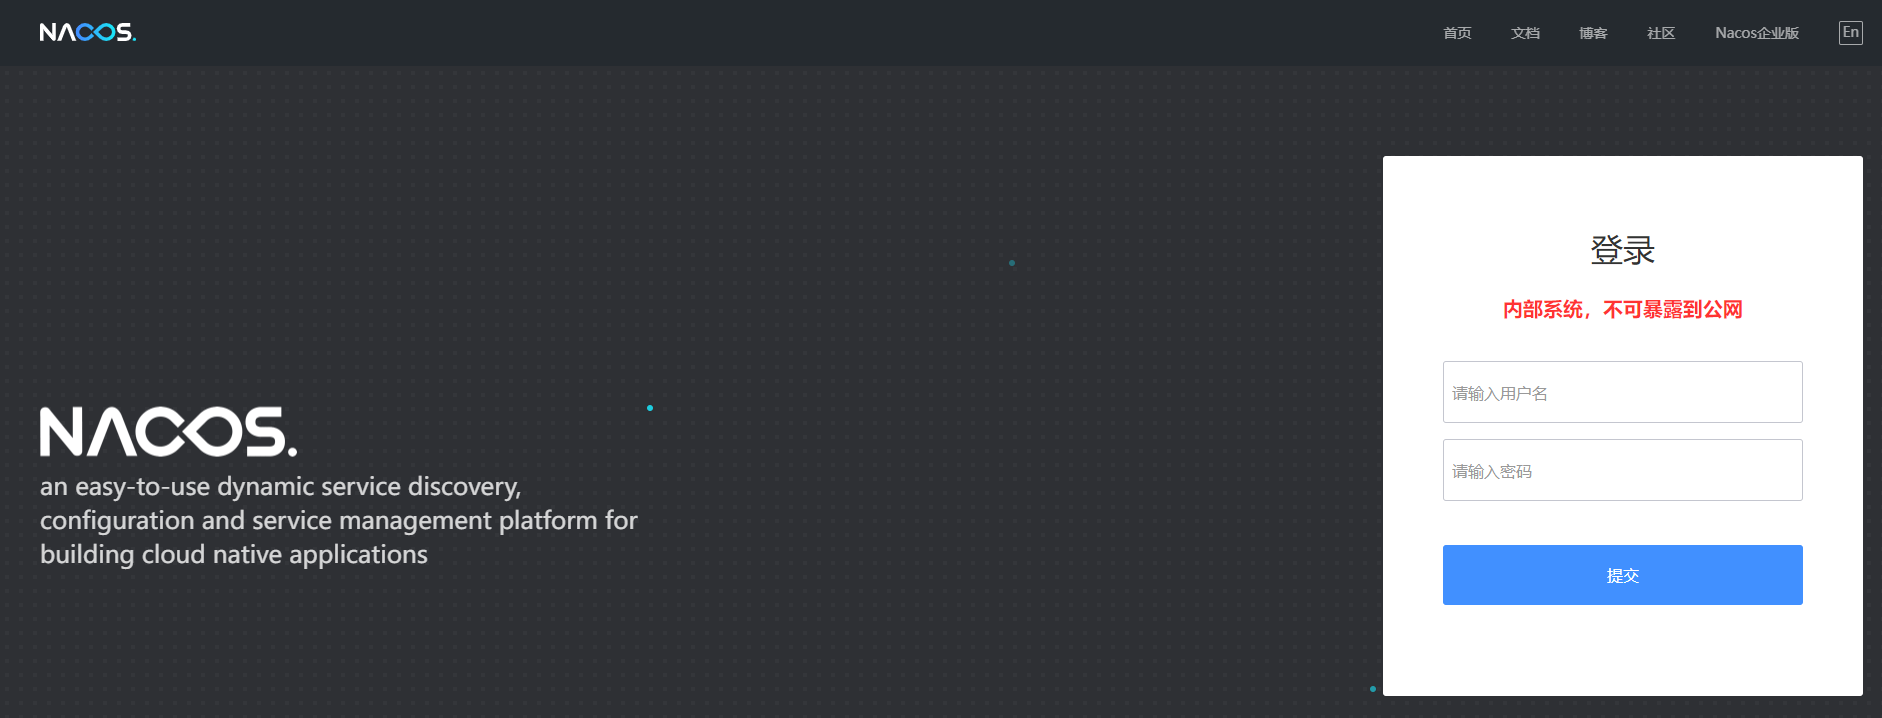 NACOS.
首页
文档
博客
社区
Nacos企业版
En
NACOS.
an easy-to-use dynamic service discovery,
configuration and service management platform for
building cloud native applications
登录
内部系统，不可暴露到公网
请输入用户名
请输入密码
提交